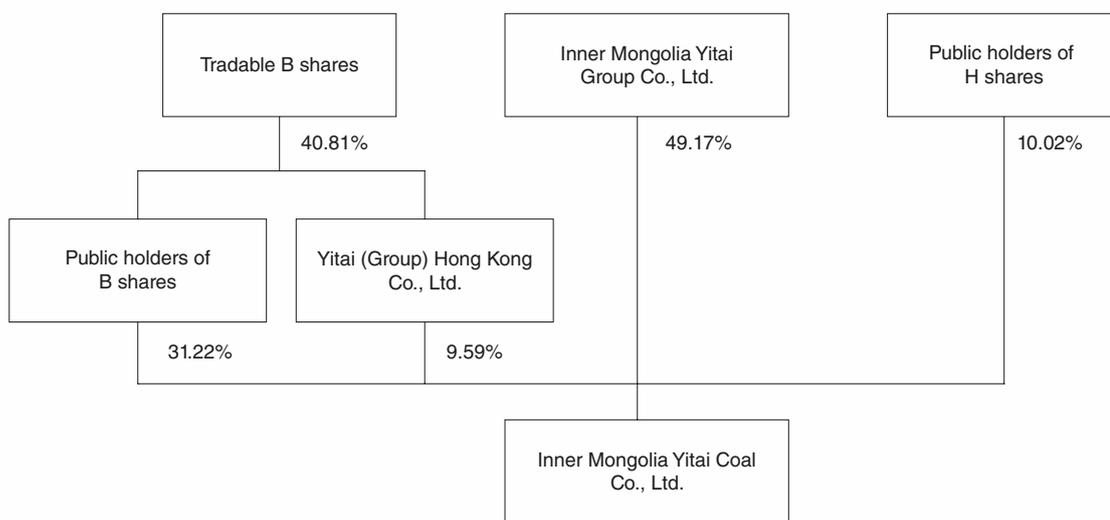 Tradable B shares
Inner Mongolia Yitai
Group Co., Ltd.
Public holders of
H shares
40.81%
49.17%
10.02%
Public holders of
B shares
Yitai (Group) Hong Kong
Co., Ltd.
31.22%
9.59%
Inner Mongolia Yitai Coal
Co., Ltd.